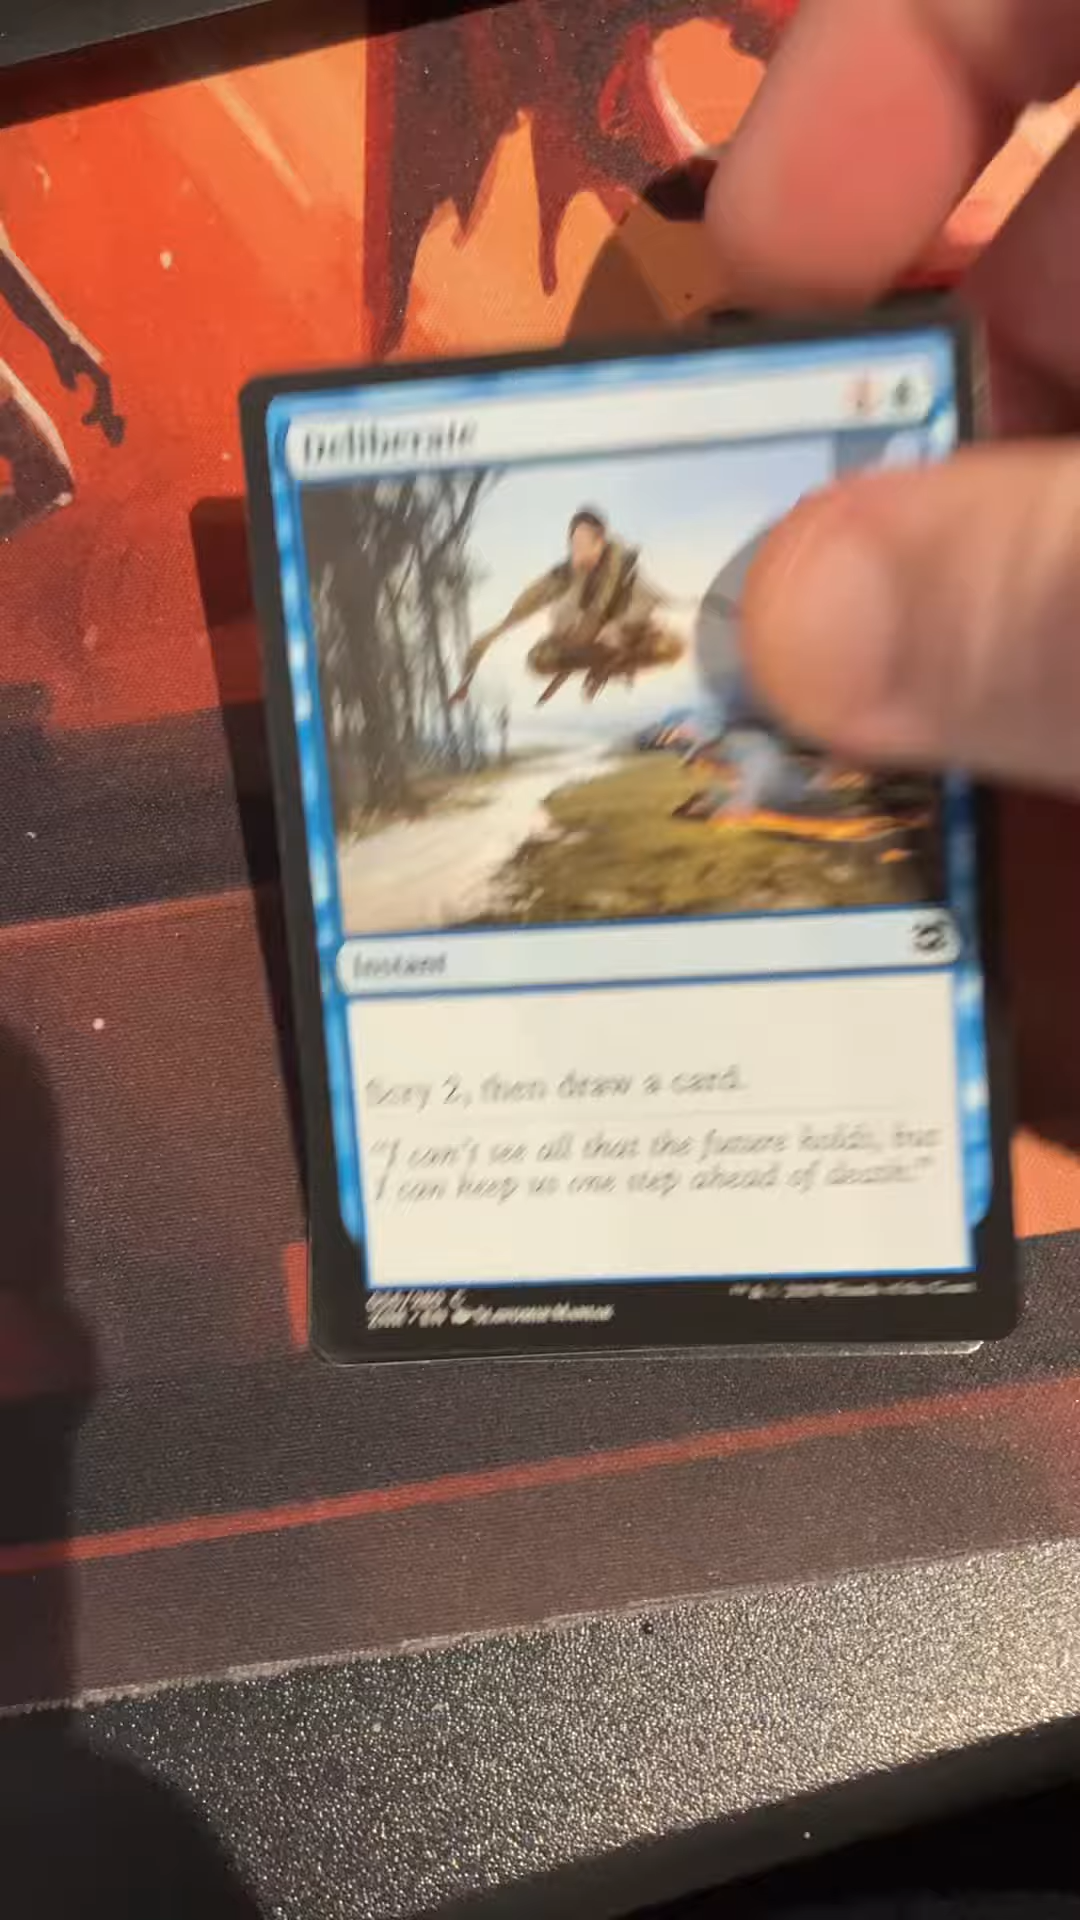 Deliberate
Instant
Scry 2, then draw a card.
"I can't see all that the future holds, but
I can keep us one step ahead of death."